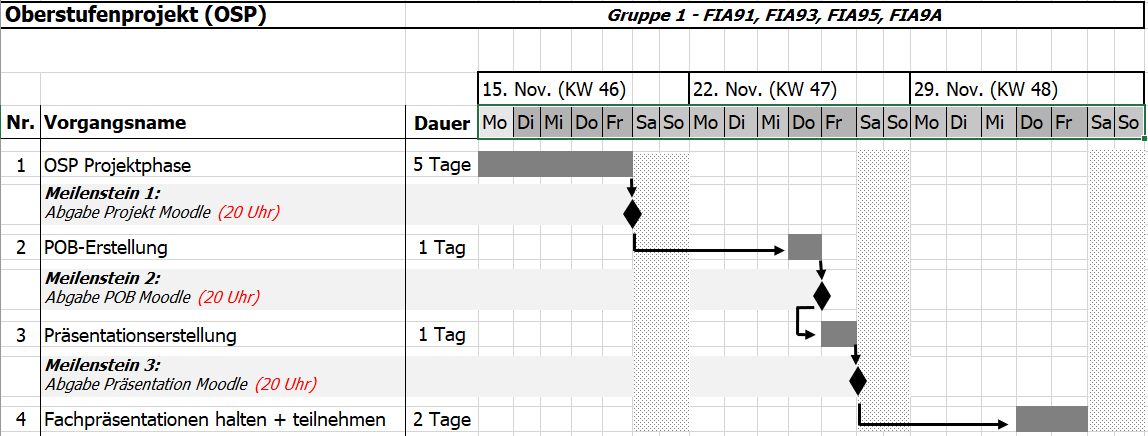 Oberstufenprojekt (OSP) Gruppe 1 - FIA91, FIA93, FIA95, FIA9A
15. Nov. (KW 46) 22. Nov. (KW 47) 29. Nov. (KW 48)
Nr. Vorgangsname Dauer Mo Di Mi Do Fr Sa So Mo Di Mi Do Fr Sa So Mo Di Mi Do Fr Sa So
1 OSP Projektphase 5 Tage
Meilenstein 1:
Abgabe Projekt Moodle (20 Uhr)
2 POB-Erstellung 1 Tag
Meilenstein 2:
Abgabe POB Moodle (20 Uhr)
3 Präsentationserstellung 1 Tag
Meilenstein 3:
Abgabe Präsentation Moodle (20 Uhr)
4 Fachpräsentationen halten + teilnehmen 2 Tage